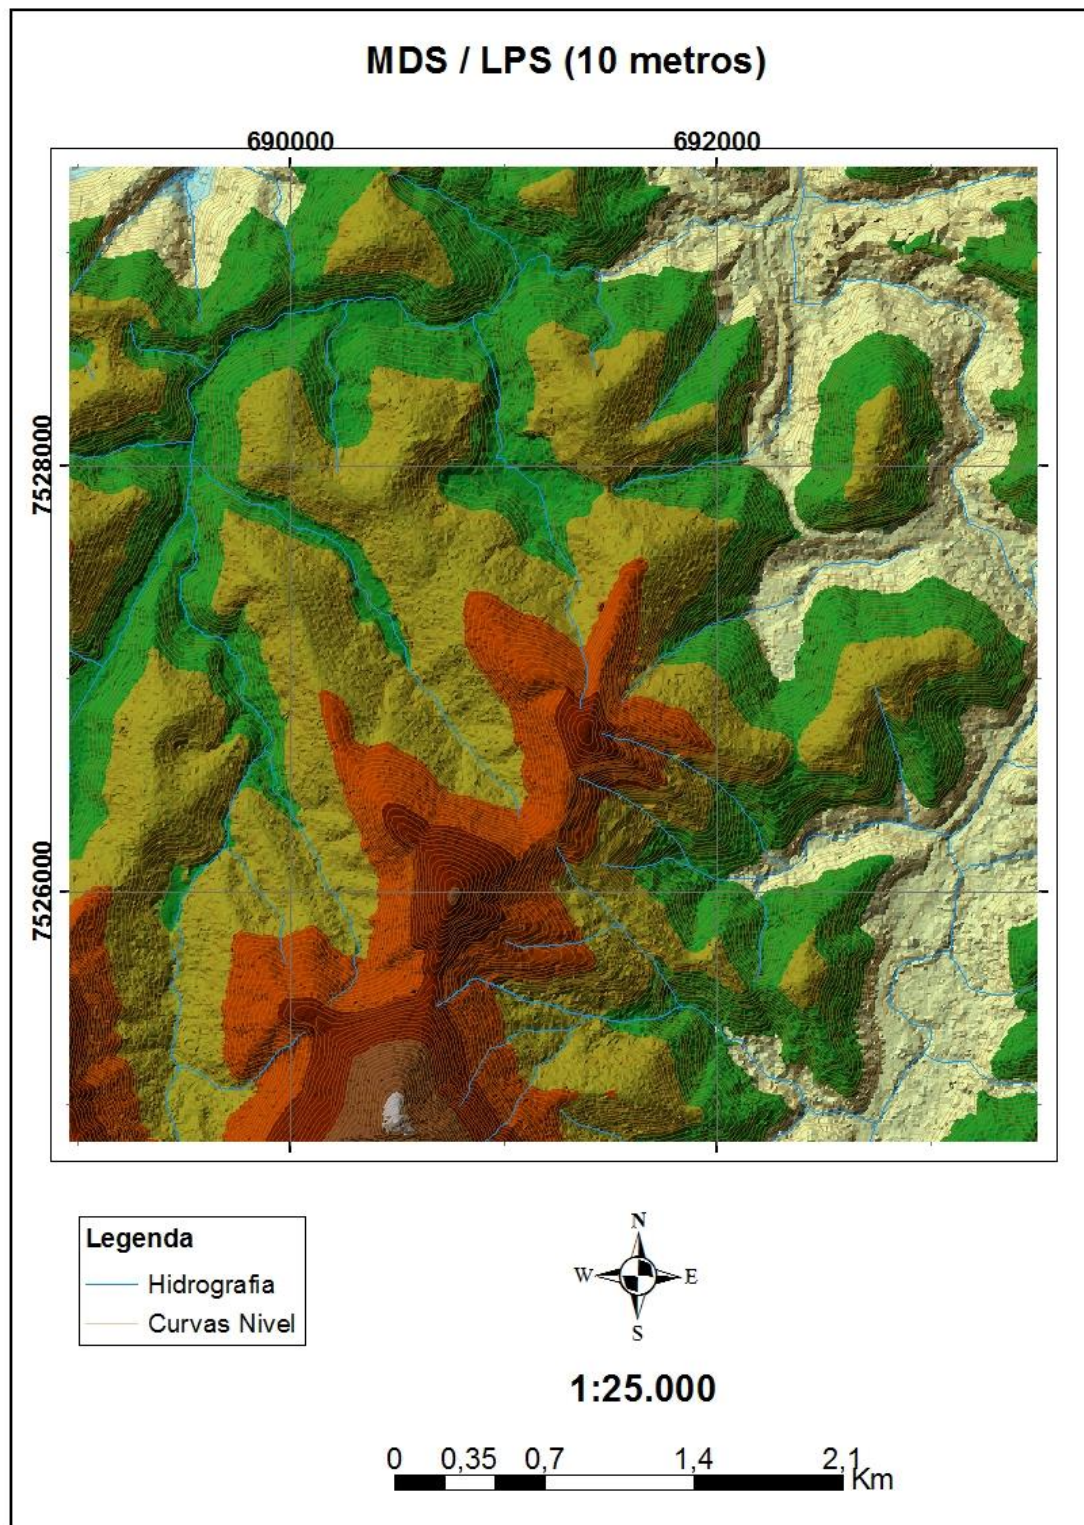 MDS / LPS (10 metros)
690000 692000
7528000
7526000
Legenda
Hidrografia
Curvas Nivel
N
W E
S
1:25.000
0 0,35 0,7 1,4 2,1 Km